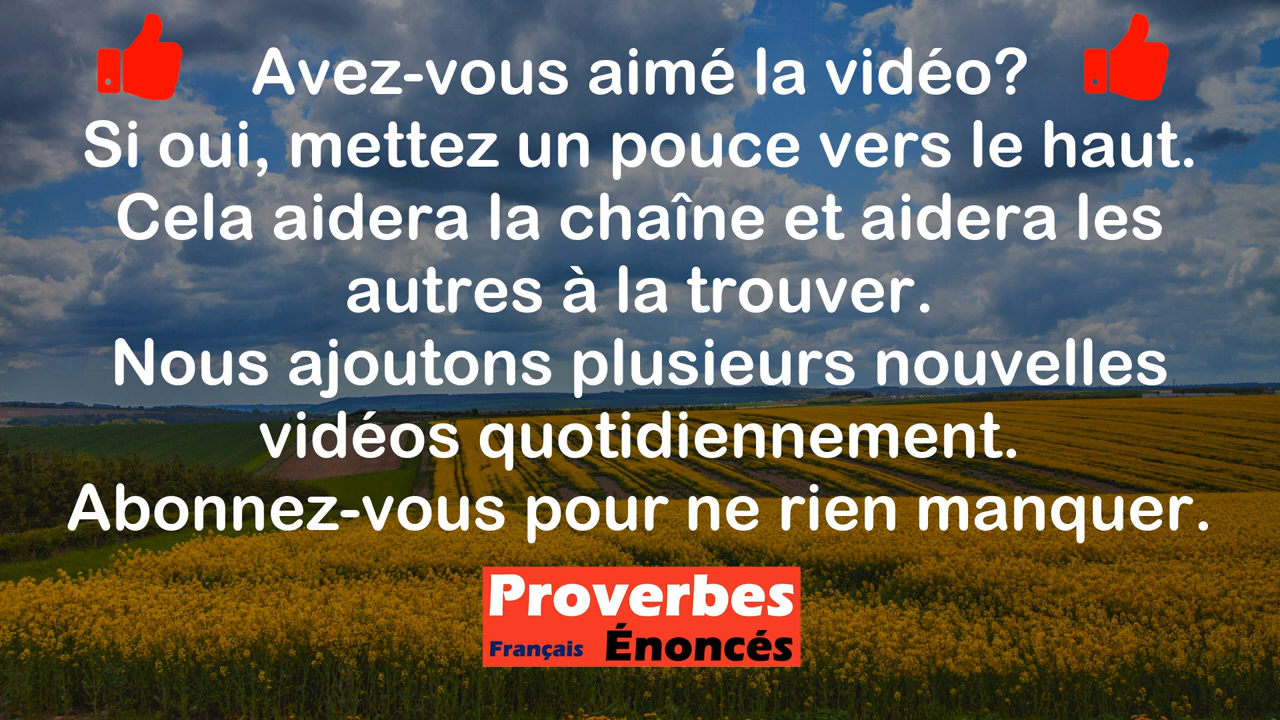 Avez-vous aimé la vidéo?
Si oui, mettez un pouce vers le haut.
Cela aidera la chaîne et aidera les
autres à la trouver.
Nous ajoutons plusieurs nouvelles
vidéos quotidiennement.
Abonnez-vous pour ne rien manquer.
Proverbes
Français Énoncés